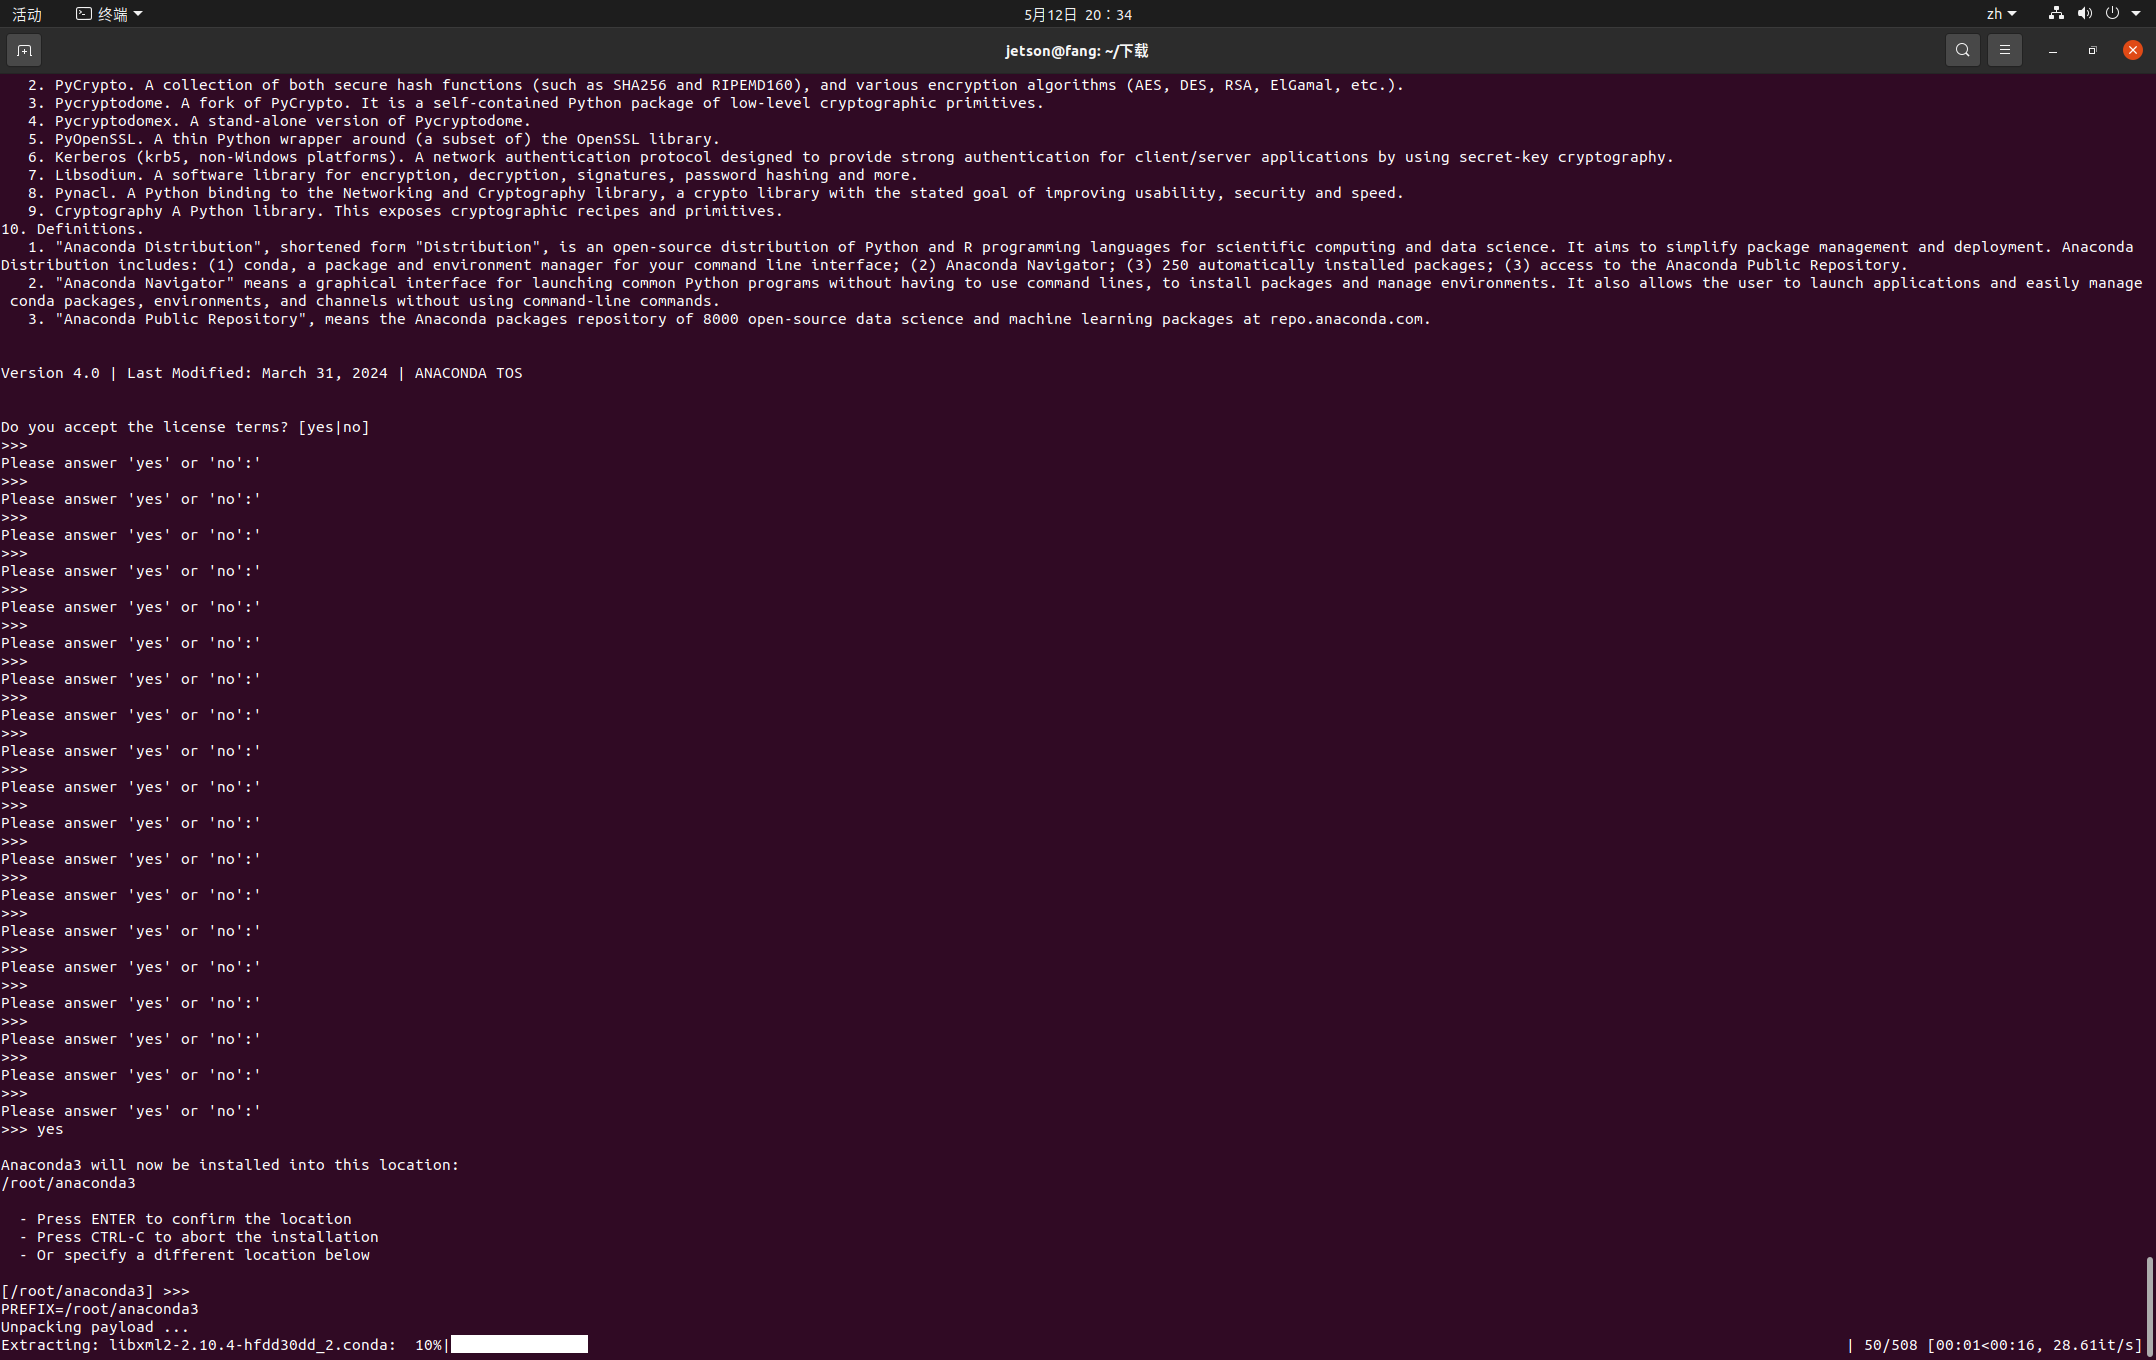 活动 终端 5月12日 20：34 zh
jetson@fang: ~/下载
2. PyCrypto. A collection of both secure hash functions (such as SHA256 and RIPEMD160), and various encryption algorithms (AES, DES, RSA, ElGamal, etc.).
3. Pycryptodome. A fork of PyCrypto. It is a self-contained Python package of low-level cryptographic primitives.
4. Pycryptodomex. A stand-alone version of Pycryptodome.
5. PyOpenSSL. A thin Python wrapper around (a subset of) the OpenSSL library.
6. Kerberos (krb5, non-Windows platforms). A network authentication protocol designed to provide strong authentication for client/server applications by using secret-key cryptography.
7. Libsodium. A software library for encryption, decryption, signatures, password hashing and more.
8. Pynacl. A Python binding to the Networking and Cryptography library, a crypto library with the stated goal of improving usability, security and speed.
9. Cryptography A Python library. This exposes cryptographic recipes and primitives.
10. Definitions.
1. "Anaconda Distribution", shortened form "Distribution", is an open-source distribution of Python and R programming languages for scientific computing and data science. It aims to simplify package management and deployment. Anaconda
Distribution includes: (1) conda, a package and environment manager for your command line interface; (2) Anaconda Navigator; (3) 250 automatically installed packages; (3) access to the Anaconda Public Repository.
2. "Anaconda Navigator" means a graphical interface for launching common Python programs without having to use command lines, to install packages and manage environments. It also allows the user to launch applications and easily manage
conda packages, environments, and channels without using command-line commands.
3. "Anaconda Public Repository", means the Anaconda packages repository of 8000 open-source data science and machine learning packages at repo.anaconda.com.
Version 4.0 | Last Modified: March 31, 2024 | ANACONDA TOS
Do you accept the license terms? [yes|no]
>>>
Please answer 'yes' or 'no':'
>>>
Please answer 'yes' or 'no':'
>>>
Please answer 'yes' or 'no':'
>>>
Please answer 'yes' or 'no':'
>>>
Please answer 'yes' or 'no':'
>>>
Please answer 'yes' or 'no':'
>>>
Please answer 'yes' or 'no':'
>>>
Please answer 'yes' or 'no':'
>>>
Please answer 'yes' or 'no':'
>>>
Please answer 'yes' or 'no':'
>>>
Please answer 'yes' or 'no':'
>>>
Please answer 'yes' or 'no':'
>>>
Please answer 'yes' or 'no':'
>>>
Please answer 'yes' or 'no':'
>>>
Please answer 'yes' or 'no':'
>>>
Please answer 'yes' or 'no':'
>>>
Please answer 'yes' or 'no':'
>>>
Please answer 'yes' or 'no':'
>>>
Please answer 'yes' or 'no':'
>>> yes
Anaconda3 will now be installed into this location:
/root/anaconda3
- Press ENTER to confirm the location
- Press CTRL-C to abort the installation
- Or specify a different location below
[/root/anaconda3] >>>
PREFIX=/root/anaconda3
Unpacking payload ...
Extracting: libxml2-2.10.4-hfdd30dd_2.conda:  10%| | 50/508 [00:01<00:16, 28.61it/s]